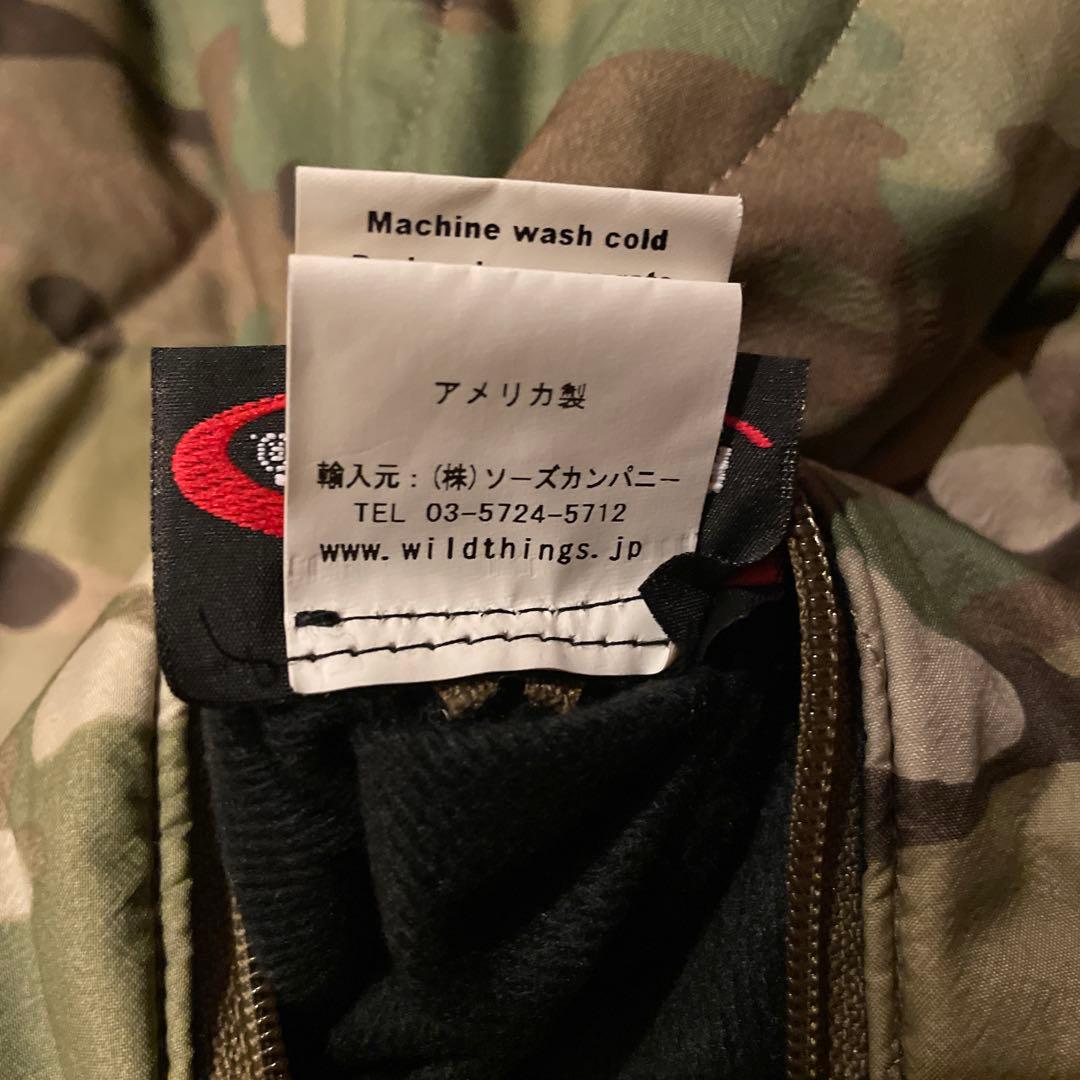 Machine wash cold
アメリカ製
輸入元：(株)ソーズカンパニー
TEL 03-5724-5712
www.wildthings.jp